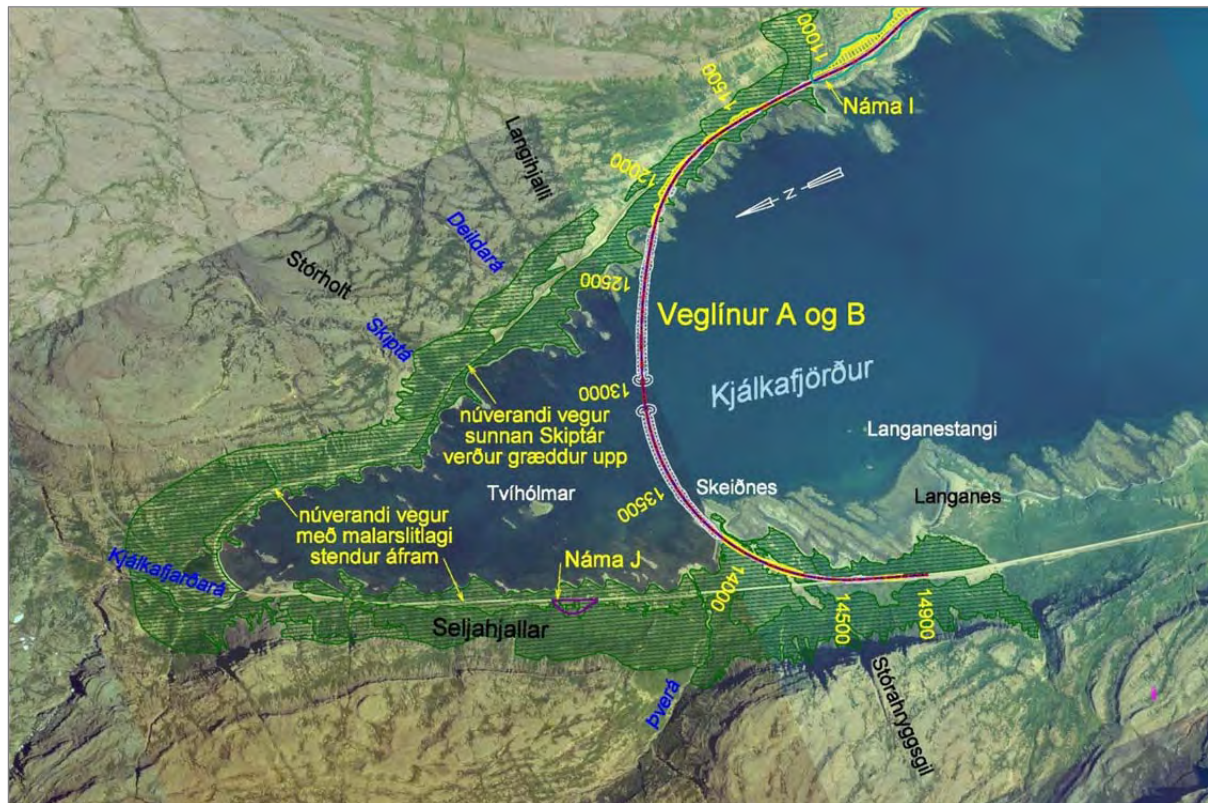 11000
Náma I
11500
Langihjalli
12000
N
Deildará
Stórholt
12500
Skiptá
Veglínur A og B
13000
Kjálkafjörður
núverandi vegur
sunnan Skiptár
verður græddur upp
Langanestangi
Skeiðnes
Langanes
Tvíhólmar
13500
núverandi vegur
með malarslitlagi
stendur áfram
Náma J
Kjálkafjarðará
14000
14500
14900
Seljahjallar
Þverá
Stórahryggsgil